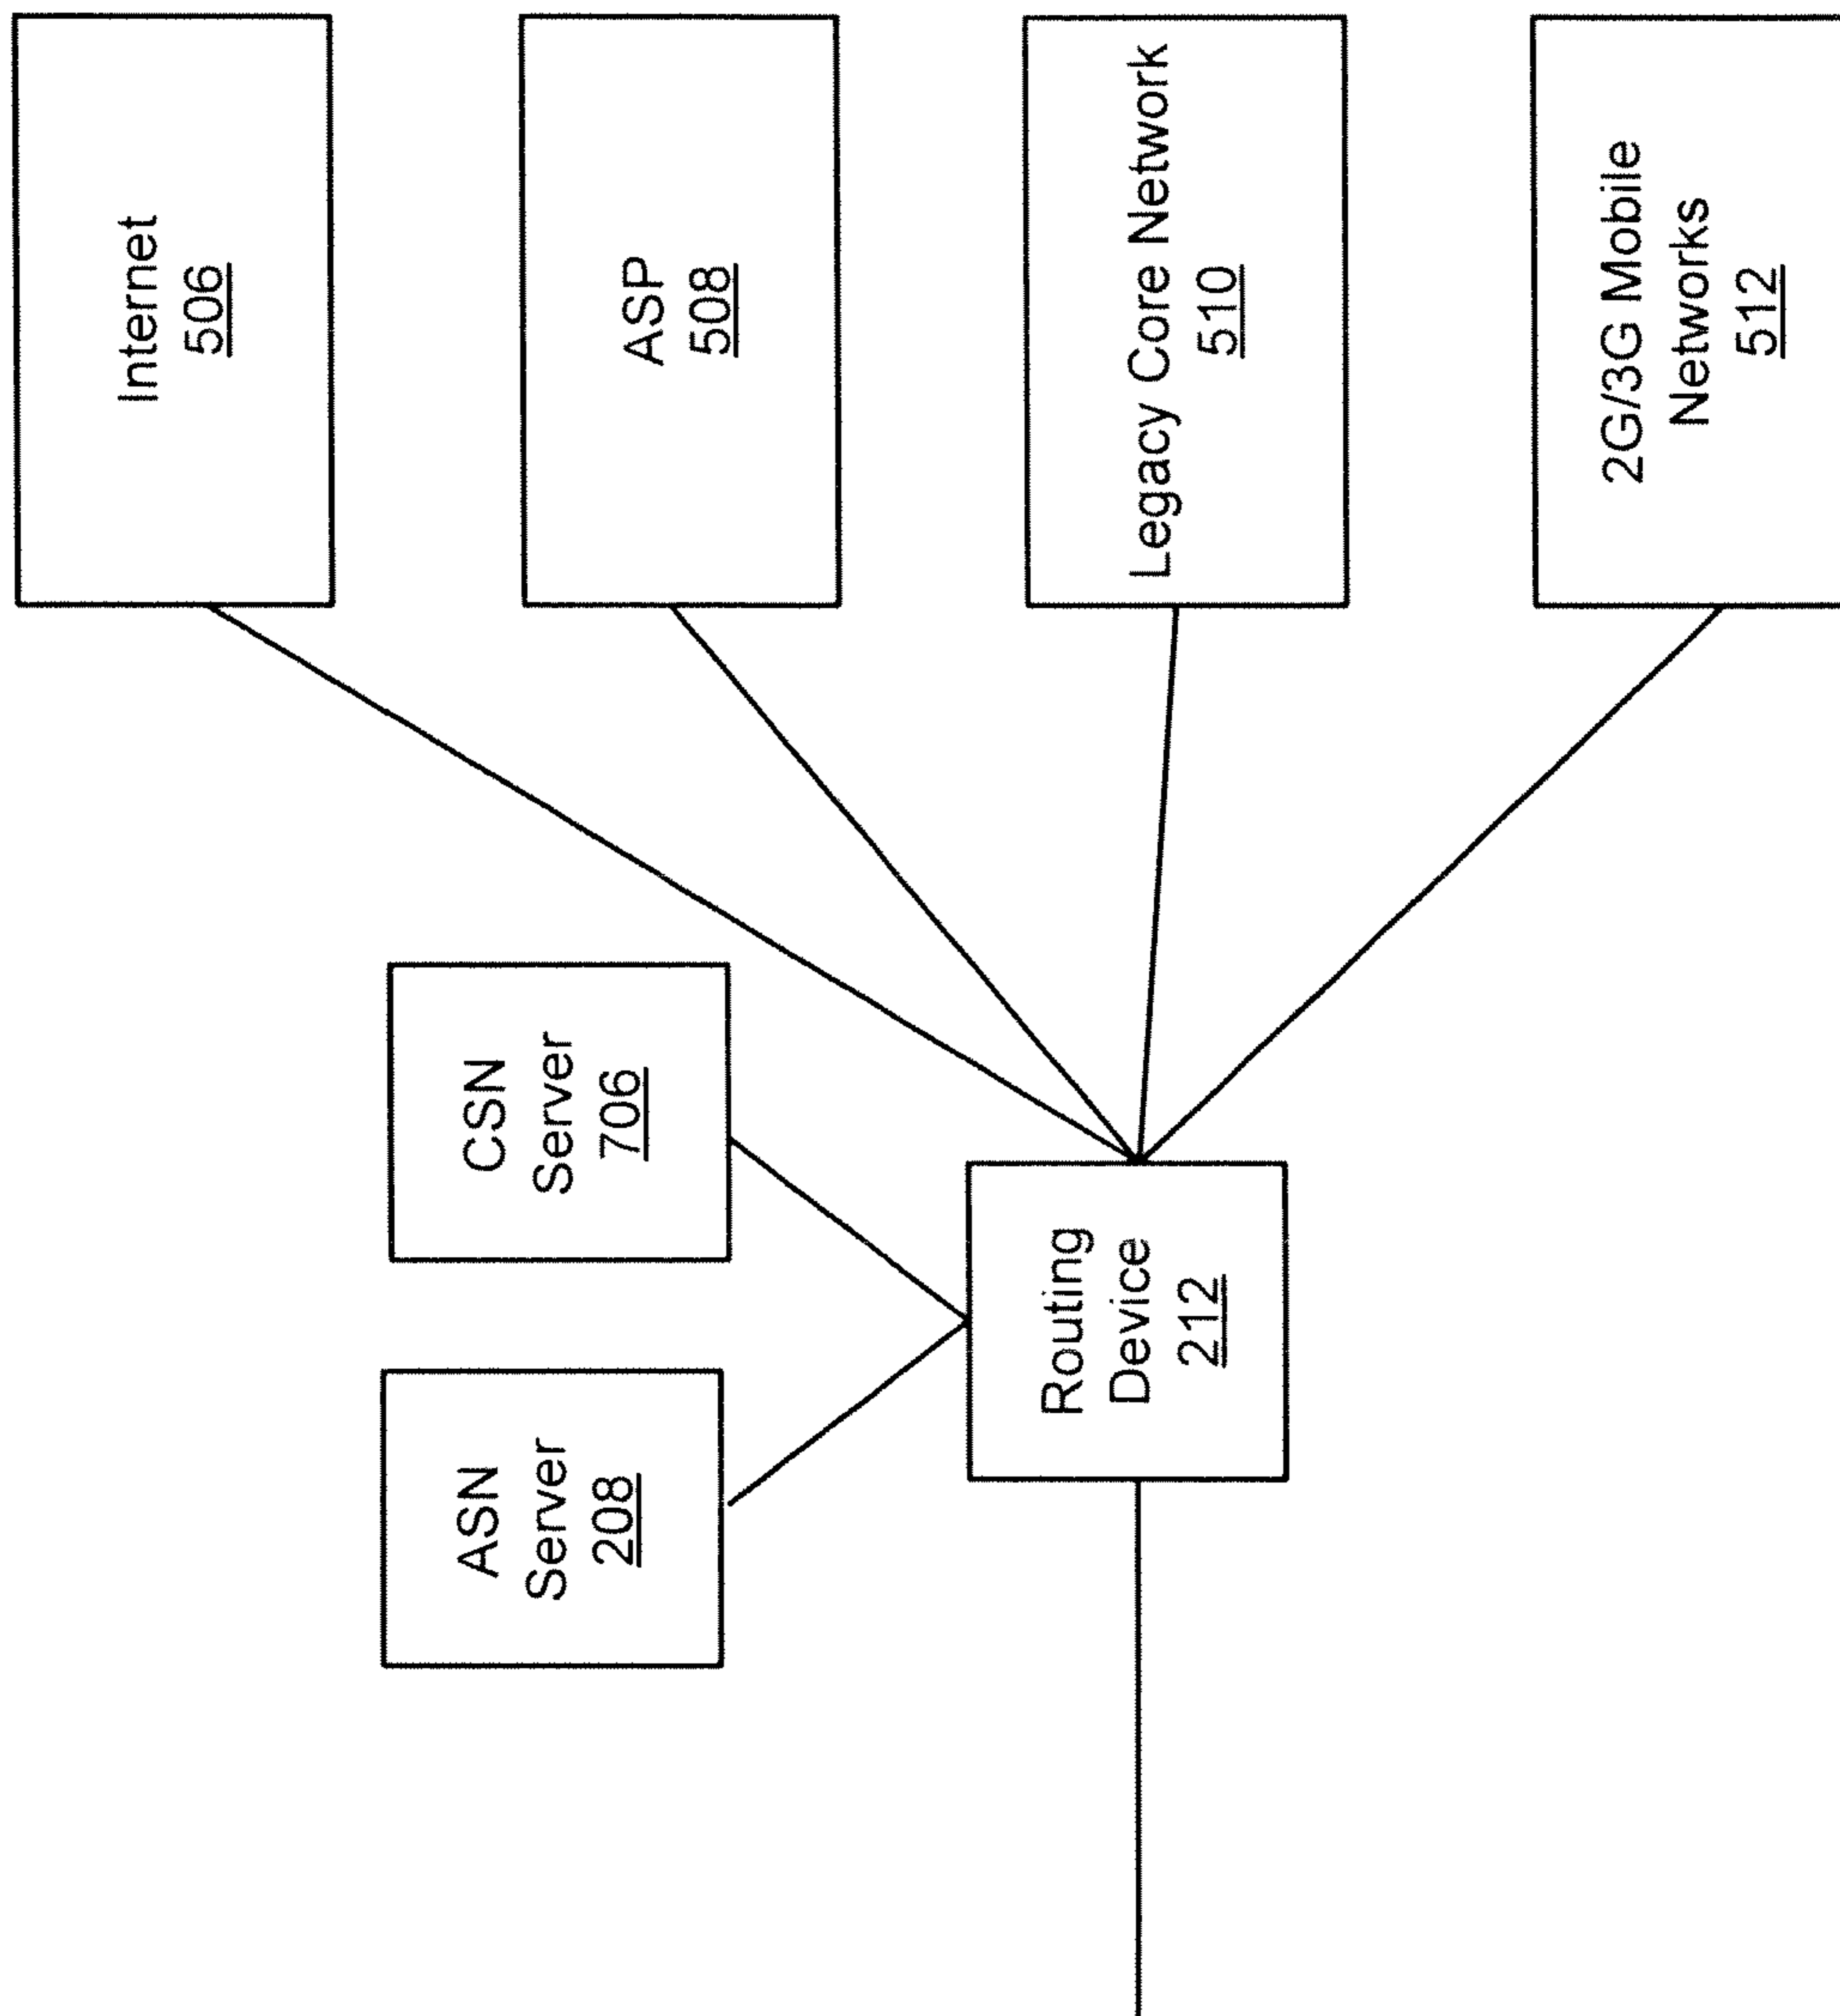 Internet
506
ASP
508
Legacy Core Network
510
2G/3G Mobile
Networks
512
CSN
Server
706
ASN
Server
208
Routing
Device
212